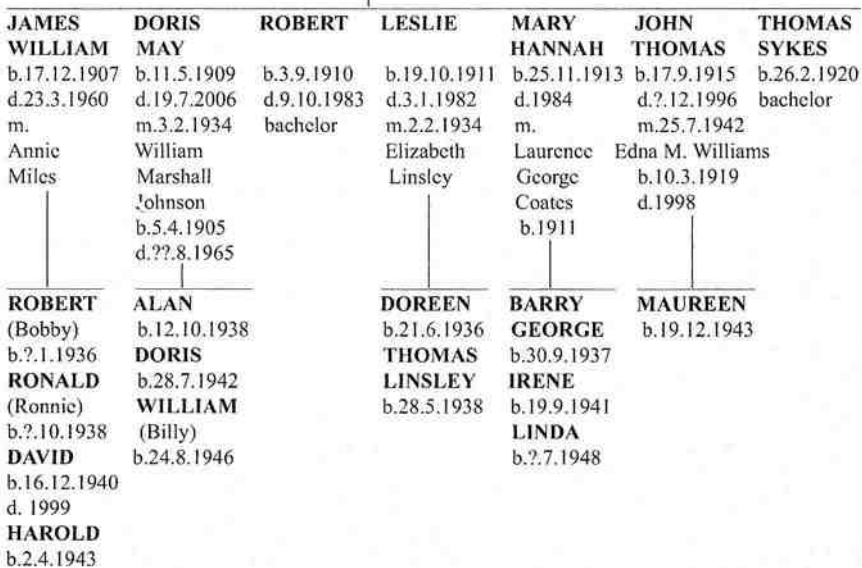 JAMES DORIS ROBERT LESLIE MARY JOHN THOMAS
WILLIAM MAY HANNAH THOMAS SYKES
b.17.12.1907 b.11.5.1909 b.3.9.1910 b.19.10.1911 b.25.11.1913 b.17.9.1915 b.26.2.1920
d.23.3.1960 d.19.7.2006 d.9.10.1983 d.3.1.1982 d.1984 d.?.12.1996 bachelor
m. m.3.2.1934 bachelor m.2.2.1934 m. m.25.7.1942
Annie William Elizabeth Laurence Edna M. Williams
Miles Marshall Linsley George b.10.3.1919
Johnson Coates d.1998
b.5.4.1905 b.1911
d.??.8.1965
ROBERT ALAN DOREEN BARRY MAUREEN
(Bobby) b.12.10.1938 b.21.6.1936 GEORGE b.19.12.1943
b.?.1.1936 DORIS THOMAS b.30.9.1937
RONALD b.28.7.1942 LINSLEY IRENE
(Ronnie) WILLIAM b.28.5.1938 b.19.9.1941
b.?.10.1938 (Billy) LINDA
DAVID b.24.8.1946 b.?.7.1948
b.16.12.1940
d. 1999
HAROLD
b.2.4.1943